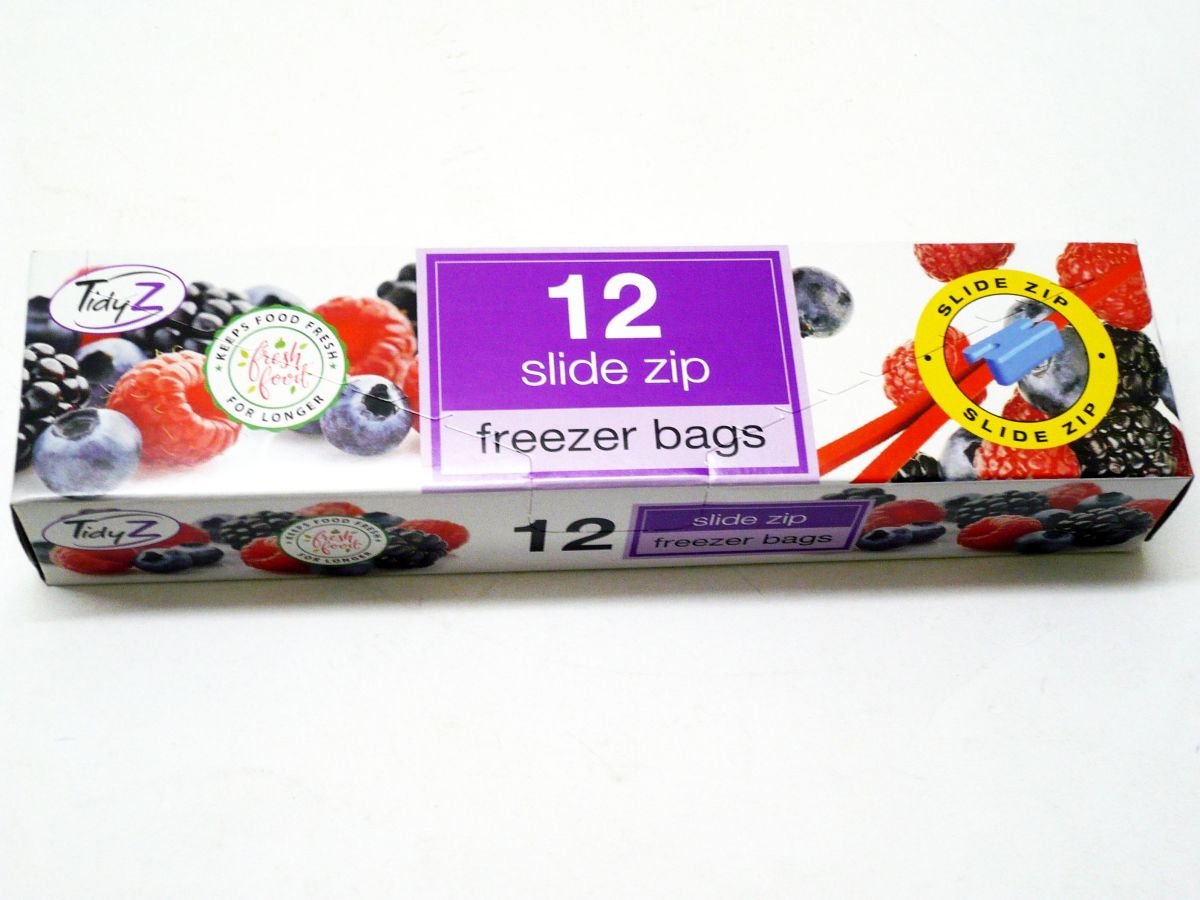 TidyZ
KEEPS FOOD FRESH
fresh
food
FOR LONGER
12
slide zip
freezer bags
SLIDE ZIP
SLIDE ZIP
TidyZ
KEEPS FOOD FRESH
fresh
food
FOR LONGER
12
slide zip
freezer bags